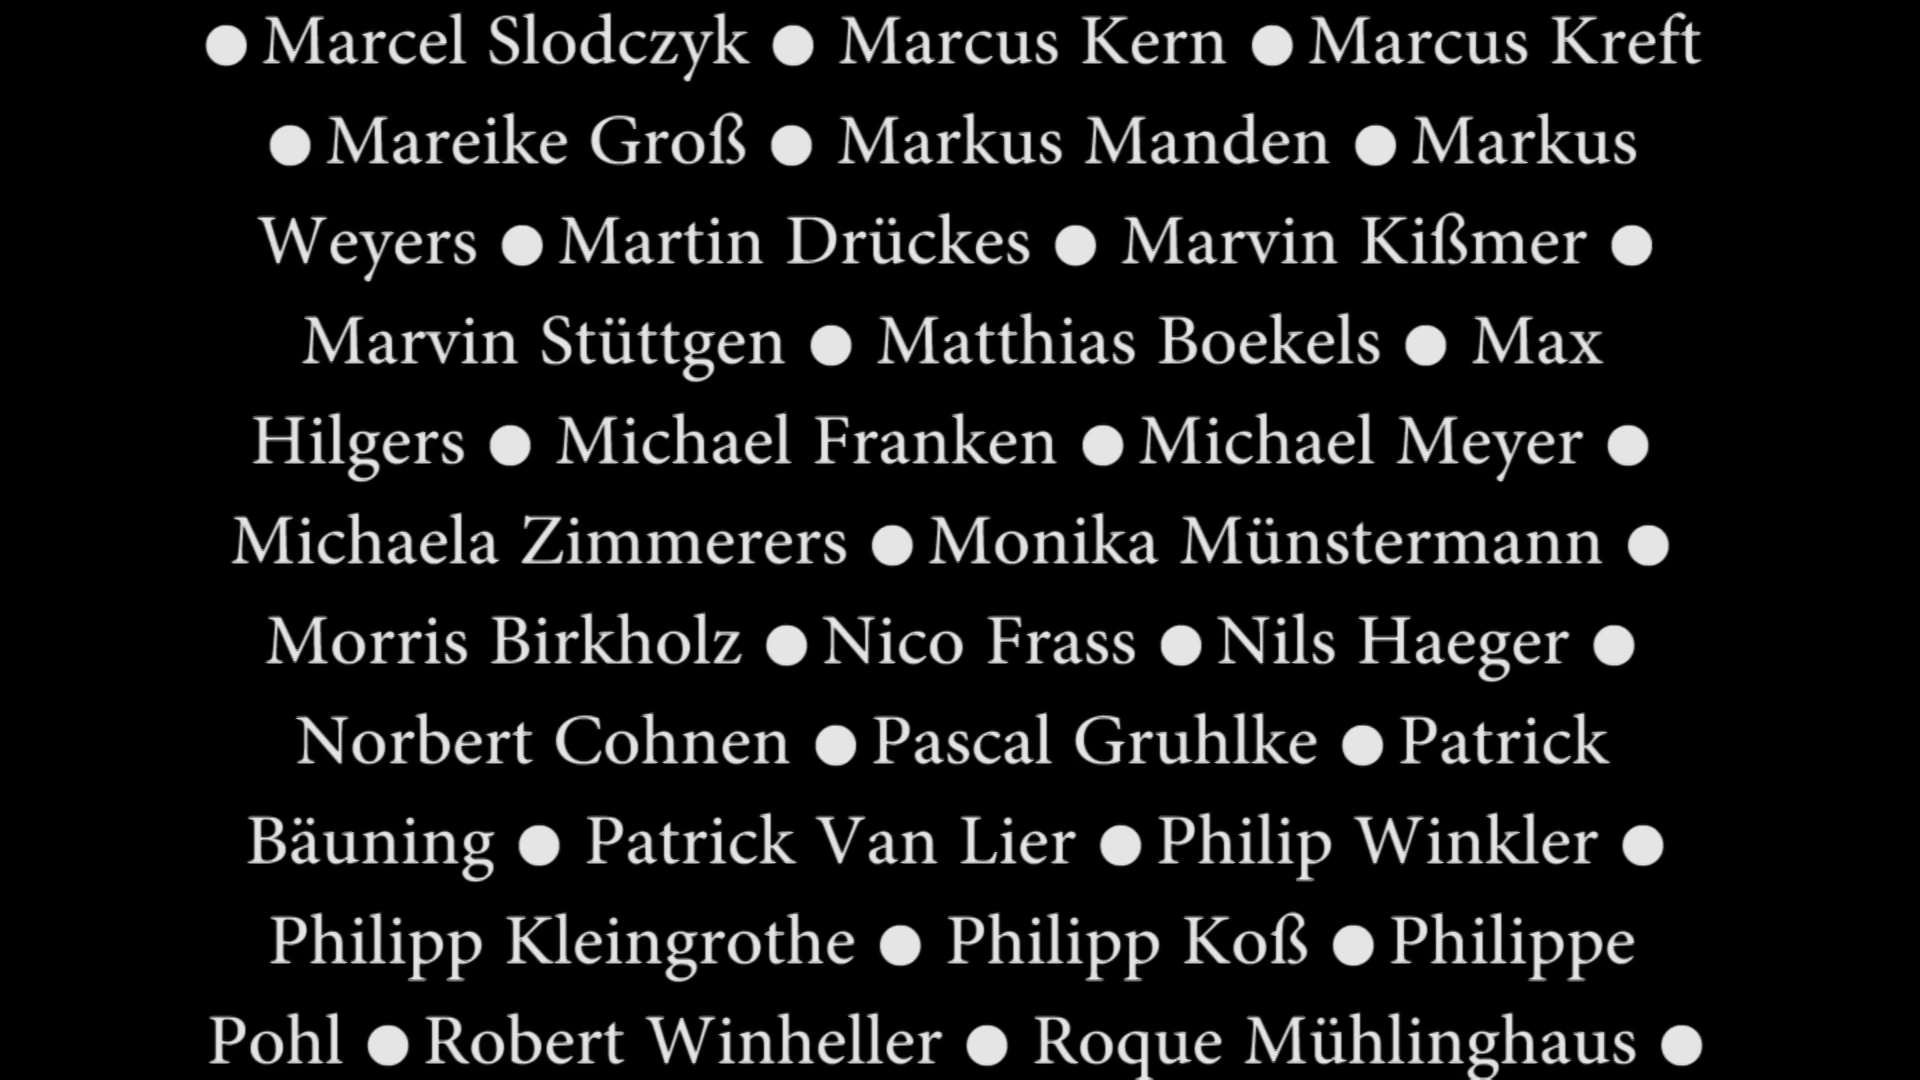 ● Marcel Slodczyk ● Marcus Kern ● Marcus Kreft
● Mareike Groß ● Markus Manden ● Markus
Weyers ● Martin Drückes ● Marvin Kißmer ●
Marvin Stüttgen ● Matthias Boekels ● Max
Hilgers ● Michael Franken ● Michael Meyer ●
Michaela Zimmerers ● Monika Münstermann ●
Morris Birkholz ● Nico Frass ● Nils Haeger ●
Norbert Cohnen ● Pascal Gruhlke ● Patrick
Bäuning ● Patrick Van Lier ● Philip Winkler ●
Philipp Kleingrothe ● Philipp Koß ● Philippe
Pohl ● Robert Winheller ● Roque Mühlinghaus ●